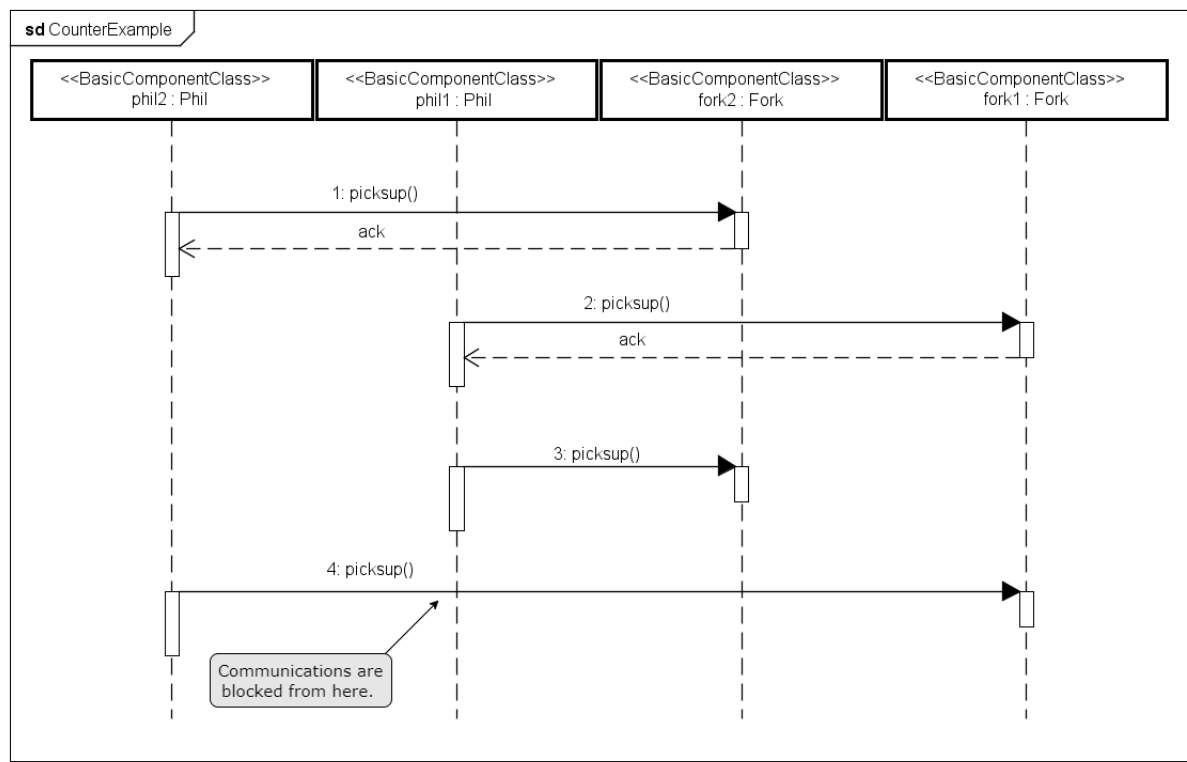 sd CounterExample
<<BasicComponentClass>>
phil2 : Phil
<<BasicComponentClass>>
phil1 : Phil
<<BasicComponentClass>>
fork2 : Fork
<<BasicComponentClass>>
fork1 : Fork
1: picksup()
ack
2: picksup()
ack
3: picksup()
4: picksup()
Communications are
blocked from here.